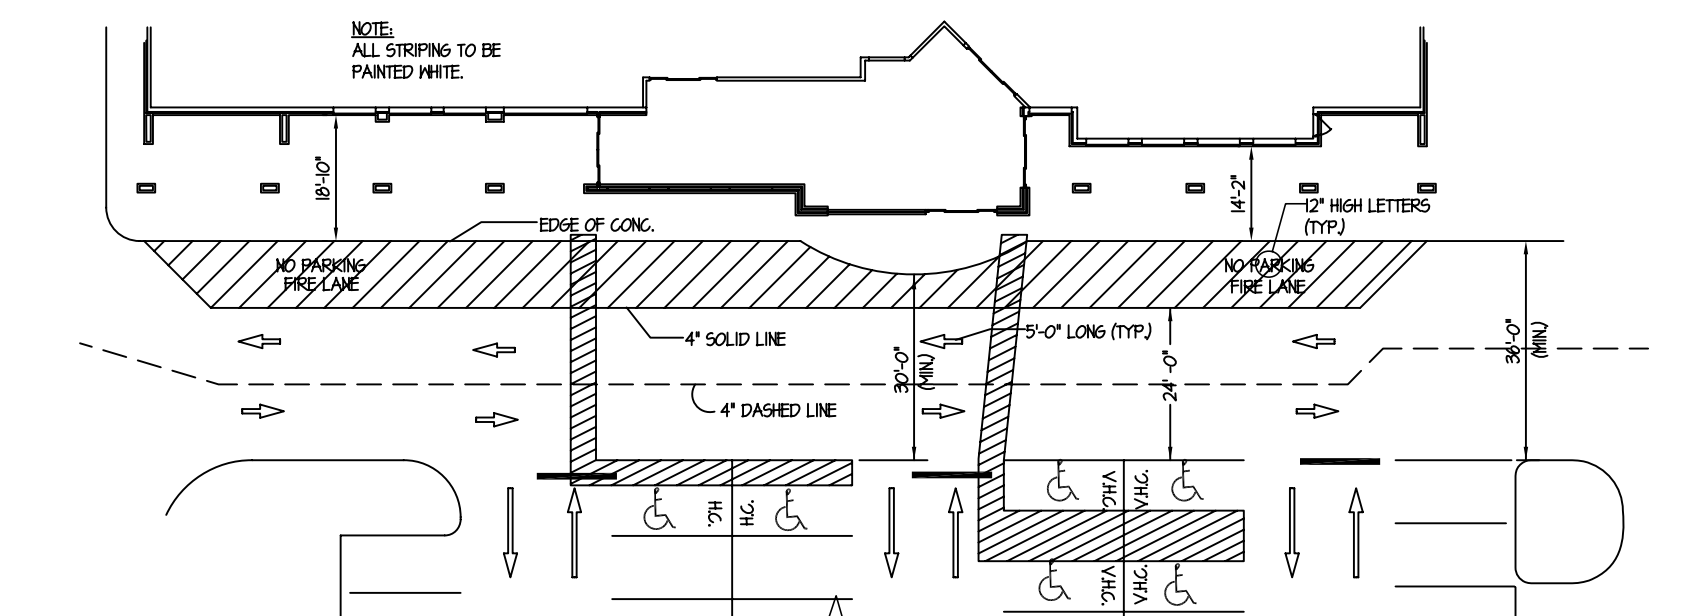 NOTE:
ALL STRIPING TO BE
PAINTED WHITE.
18'-10"
14'-2"
12" HIGH LETTERS
(TYP.)
EDGE OF CONC.
NO PARKING
FIRE LANE
NO PARKING
FIRE LANE
4" SOLID LINE
5'-0" LONG (TYP.)
30'-0"
(MIN.)
24'-0"
36'-0"
(MIN.)
4" DASHED LINE
H.C.
H.C.
V.H.C.
V.H.C.
V.H.C.
V.H.C.